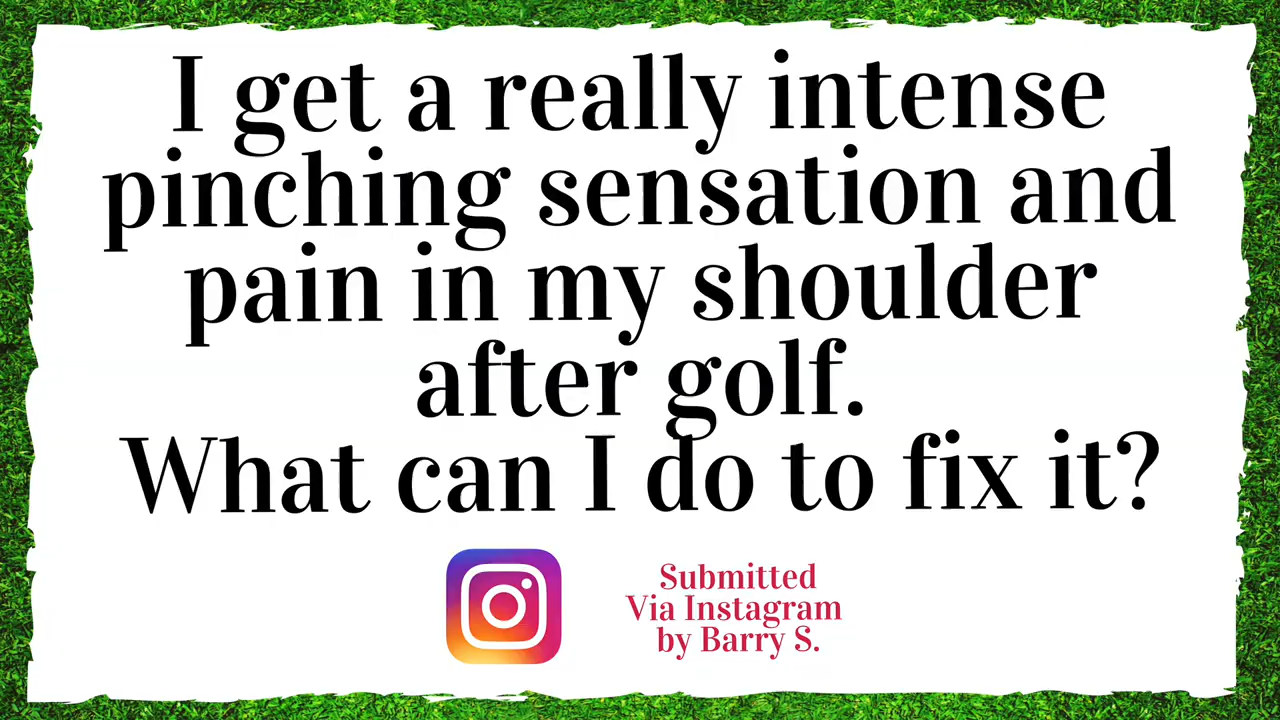 I get a really intense
pinching sensation and
pain in my shoulder
after golf.
What can I do to fix it?
Submitted
Via Instagram
by Barry S.